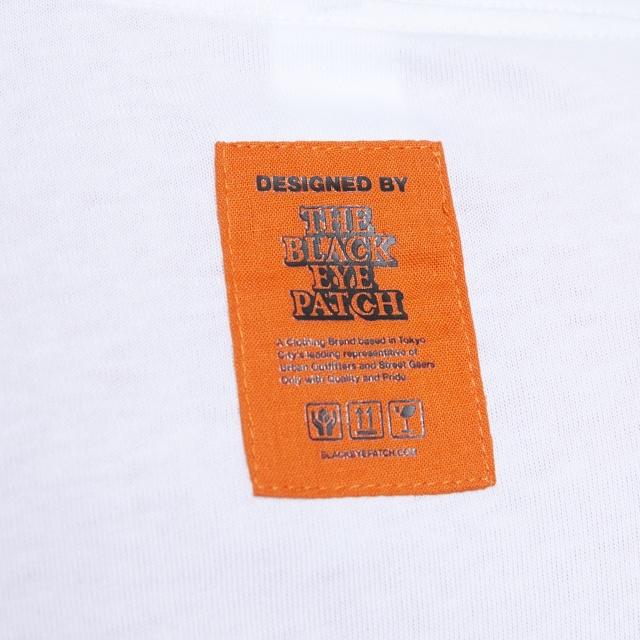 DESIGNED BY
THE
BLACK
EYE
PATCH
A Clothing Brand based in Tokyo
City's leading representative of
Urban Outfitters and Street Gears
Only with Quality and Pride.
BLACKEYEPATCH.COM